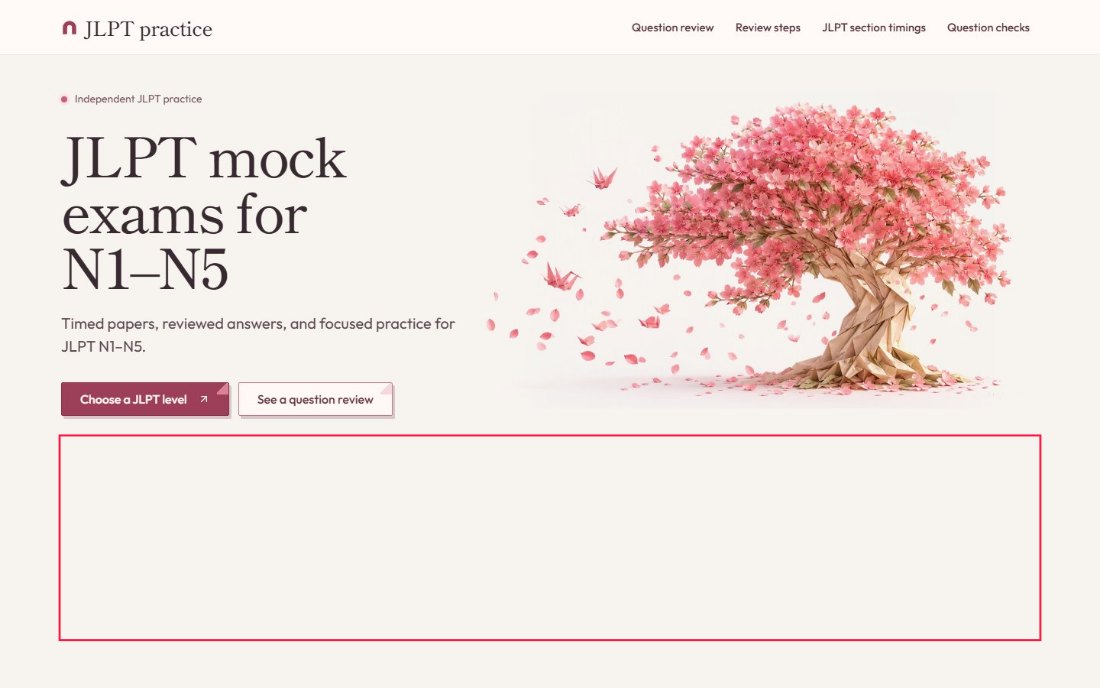 JLPT practice
Question review
Review steps
JLPT section timings
Question checks
Independent JLPT practice
JLPT mock
exams for
N1–N5
Timed papers, reviewed answers, and focused practice for
JLPT N1–N5.
Choose a JLPT level
See a question review